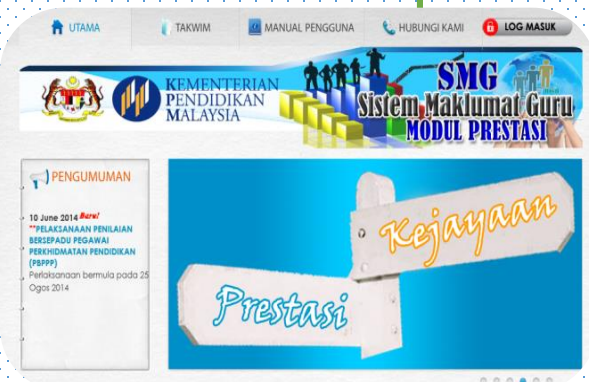 UTAMA
TAKWIM
MANUAL PENGGUNA
HUBUNGI KAMI
LOG MASUK
KEMENTERIAN
PENDIDIKAN
MALAYSIA
SMG
Sistem Maklumat Guru
MODUL PRESTASI
PENGUMUMAN
10 June 2014 Baru!
**PELAKSANAAN PENILAIAN
BERSEPADU PEGAWAI
PERKHIDMATAN PENDIDIKAN
(PBPPP)
Perlaksanaan bermula pada 25
Ogos 2014
Kejayaan
Prestasi